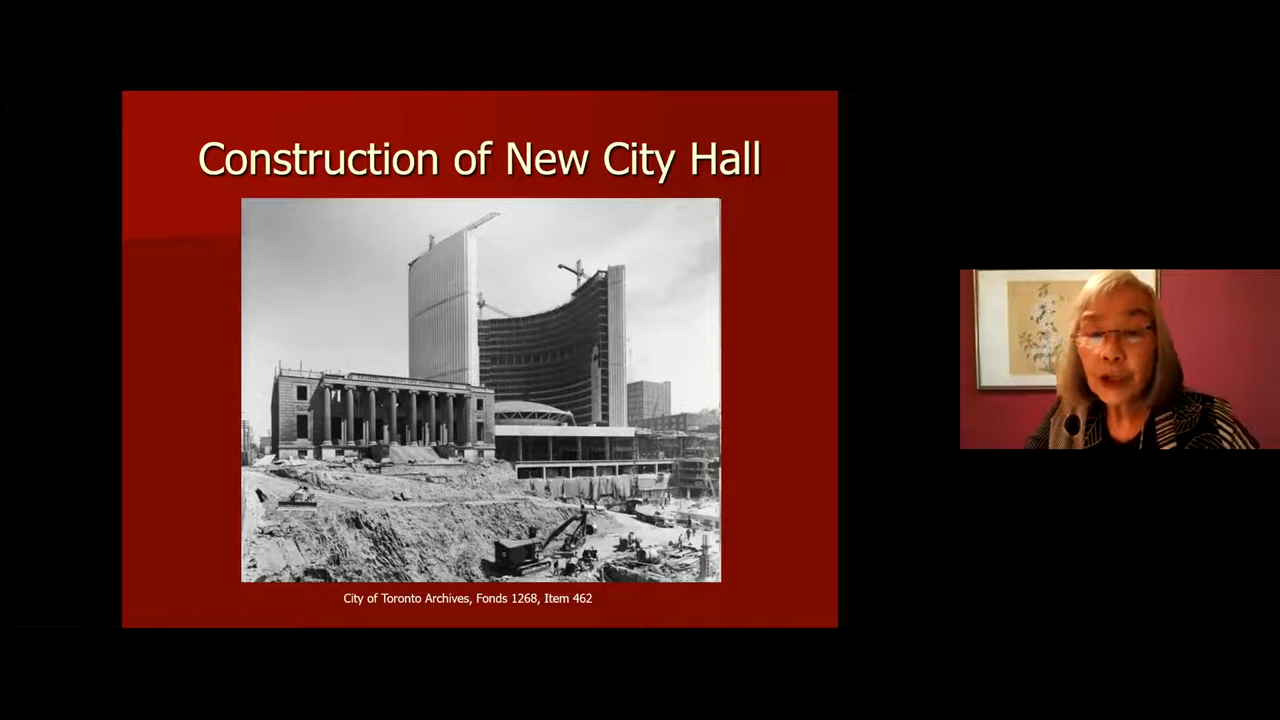 Construction of New City Hall
City of Toronto Archives, Fonds 1268, Item 462